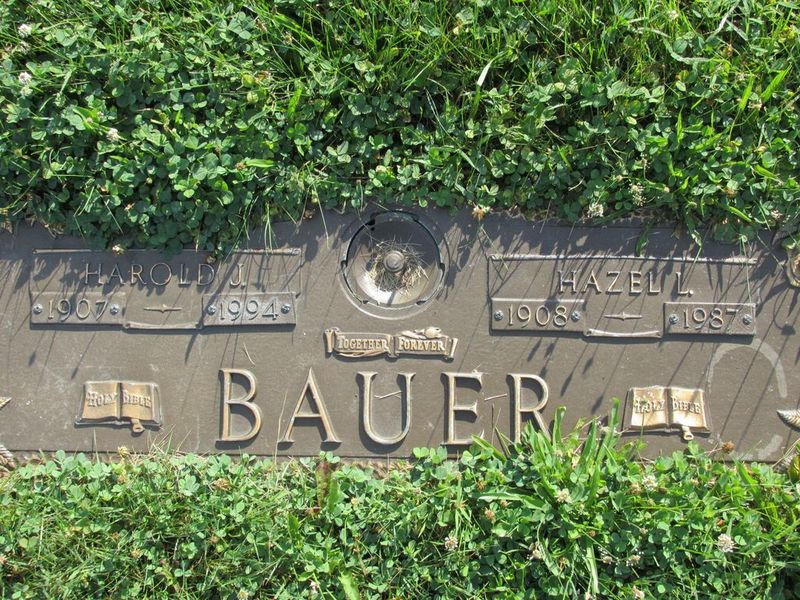 HAROLD J.
1907 1994
HAZEL L.
1908 1987
TOGETHER FOREVER
HOLY BIBLE
BAUER
HOLY BIBLE